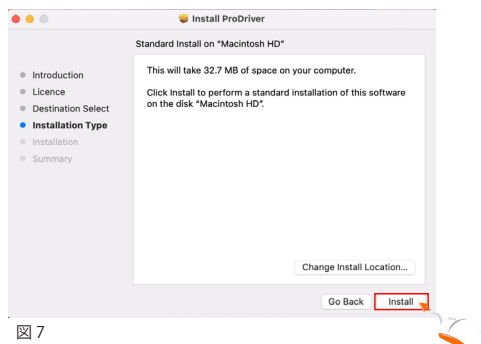 Install ProDriver
Standard Install on “Macintosh HD”
Introduction
Licence
Destination Select
Installation Type
Installation
Summary
This will take 32.7 MB of space on your computer.
Click Install to perform a standard installation of this software
on the disk “Macintosh HD”.
Change Install Location...
Go Back
Install
図 7